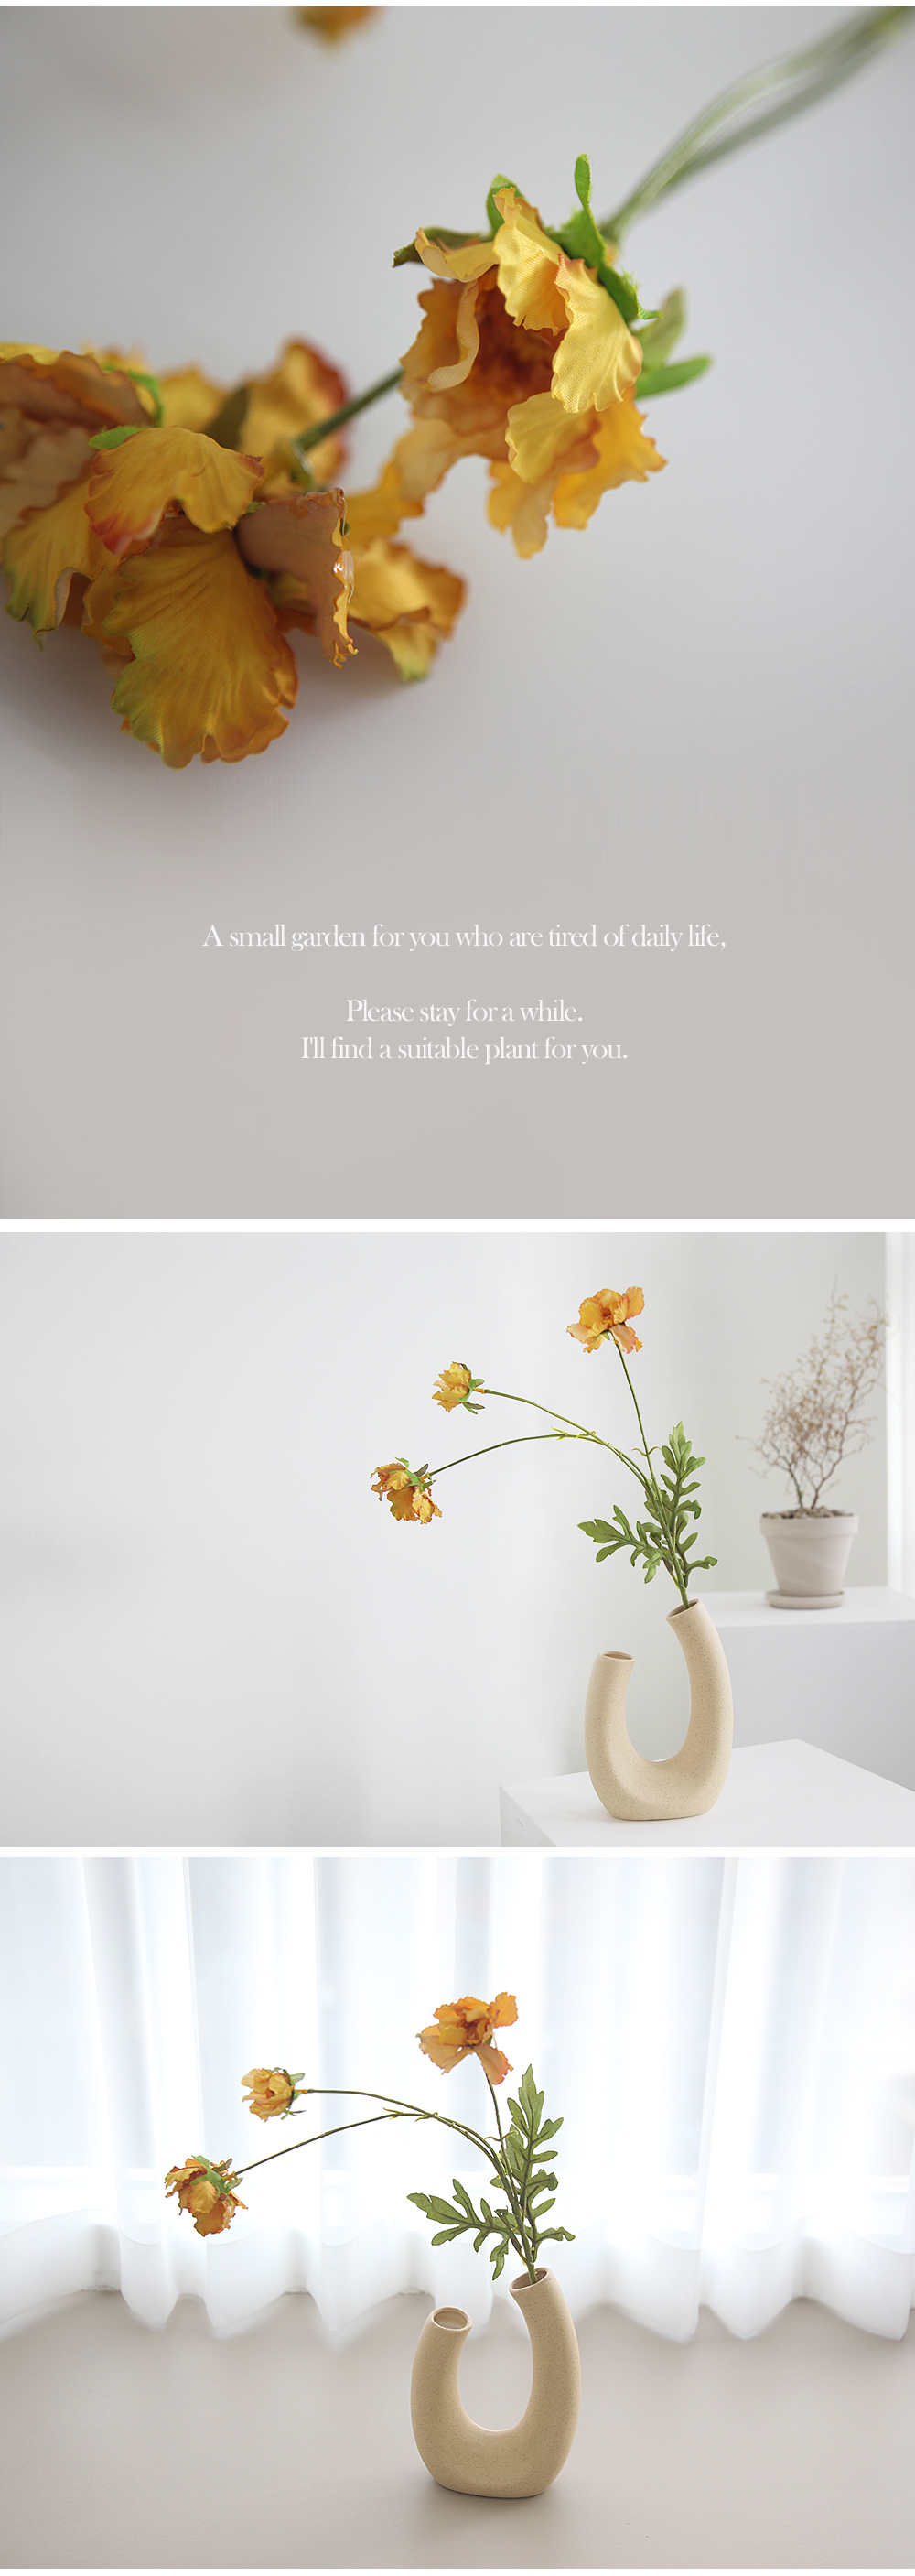 A small garden for you who are tired of daily life,
Please stay for a while.
I'll find a suitable plant for you.